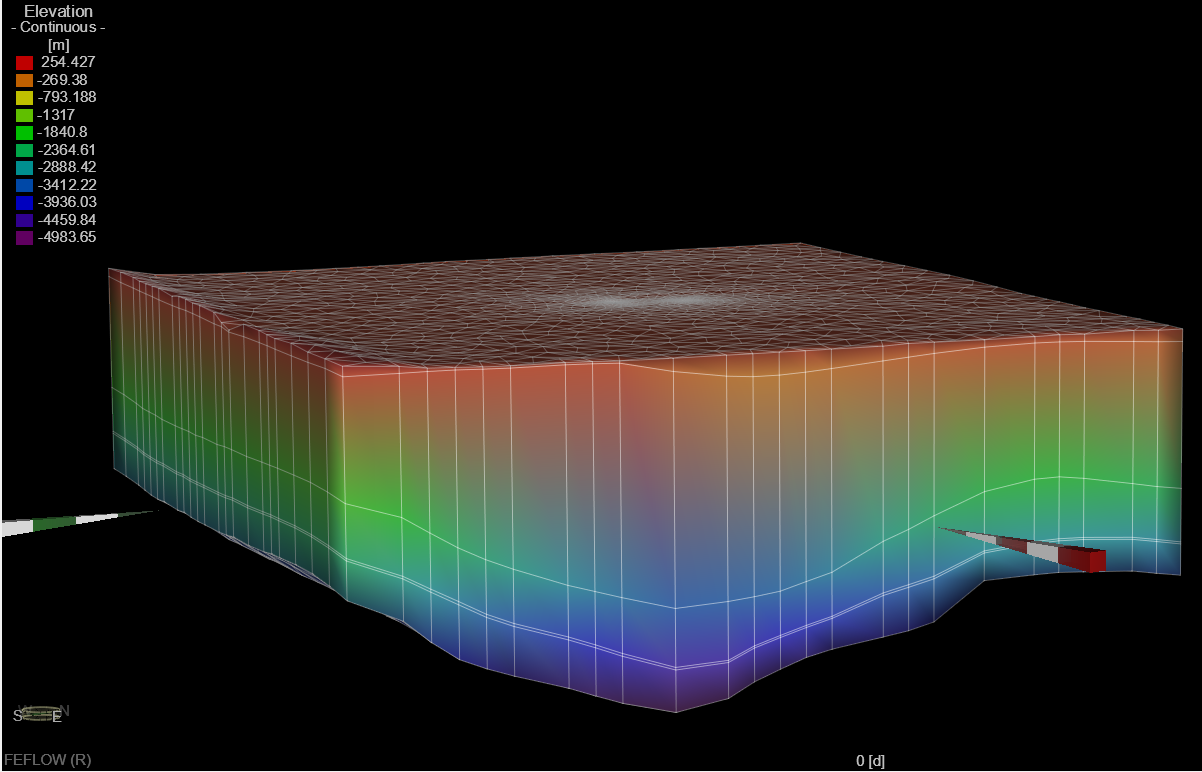 Elevation
- Continuous -
[m]
254.427
-269.38
-793.188
-1317
-1840.8
-2364.61
-2888.42
-3412.22
-3936.03
-4459.84
-4983.65
W N
S E
FEFLOW (R)
0 [d]